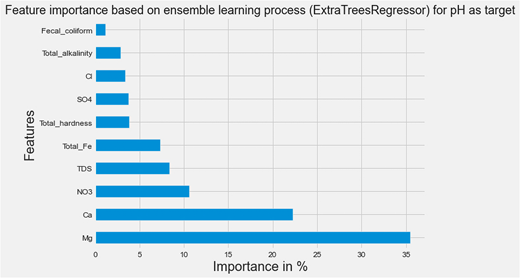 Feature importance based on ensemble learning process (ExtraTreesRegressor) for pH as target
Features
Fecal_coliform
Total_alkalinity
Cl
SO4
Total_hardness
Total_Fe
TDS
NO3
Ca
Mg
0 5 10 15 20 25 30 35
Importance in %